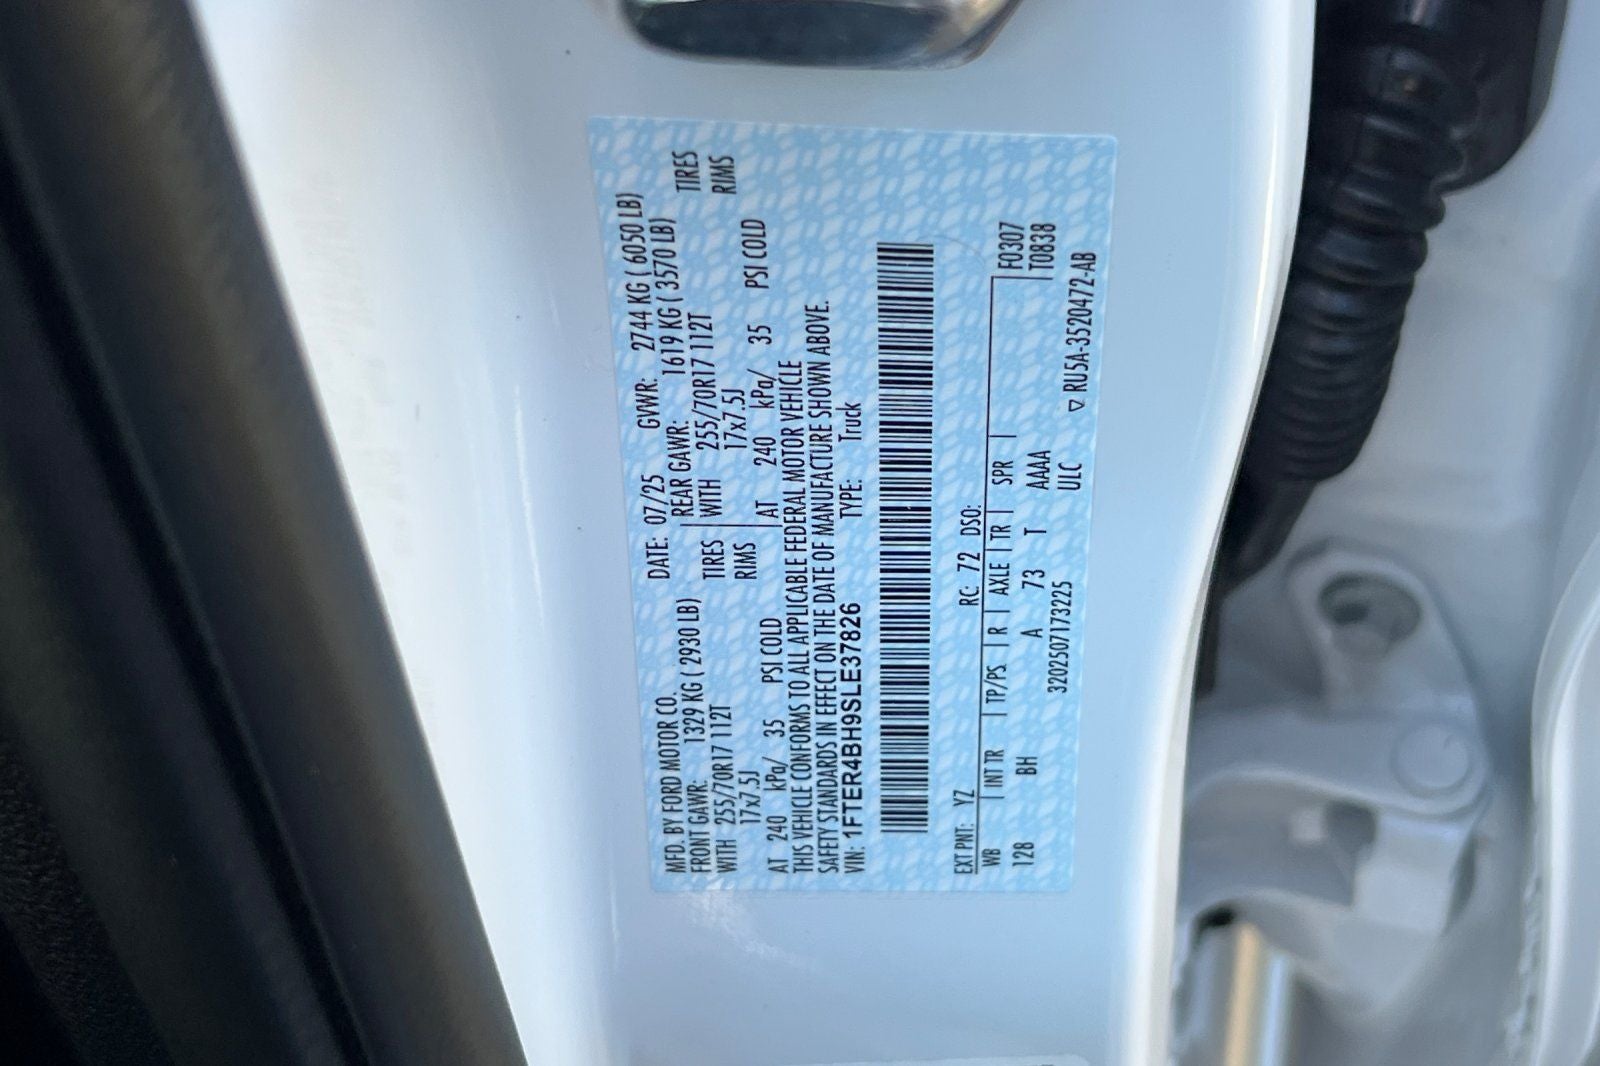 MFD. BY FORD MOTOR CO. DATE: 07/25 GVWR: 2744 KG ( 6050 LB)
FRONT GAWR: 1329 KG ( 2930 LB) REAR GAWR: 1619 KG ( 3570 LB)
WITH 255/70R17 112T TIRES WITH 255/70R17 112T TIRES
17x7.5J RIMS 17x7.5J RIMS
AT 240 kPa/ 35 PSI COLD AT 240 kPa/ 35 PSI COLD
THIS VEHICLE CONFORMS TO ALL APPLICABLE FEDERAL MOTOR VEHICLE
SAFETY STANDARDS IN EFFECT ON THE DATE OF MANUFACTURE SHOWN ABOVE.
VIN: 1FTER4BH9SLE37826 TYPE: Truck
EXT PNT: YZ RC: 72 DSO:
WB INT TR TP/PS R AXLE TR SPR F0307
128 BH A 73 T AAAA T0838
3202507173225 ULC
▽ RU5A-3520472-AB